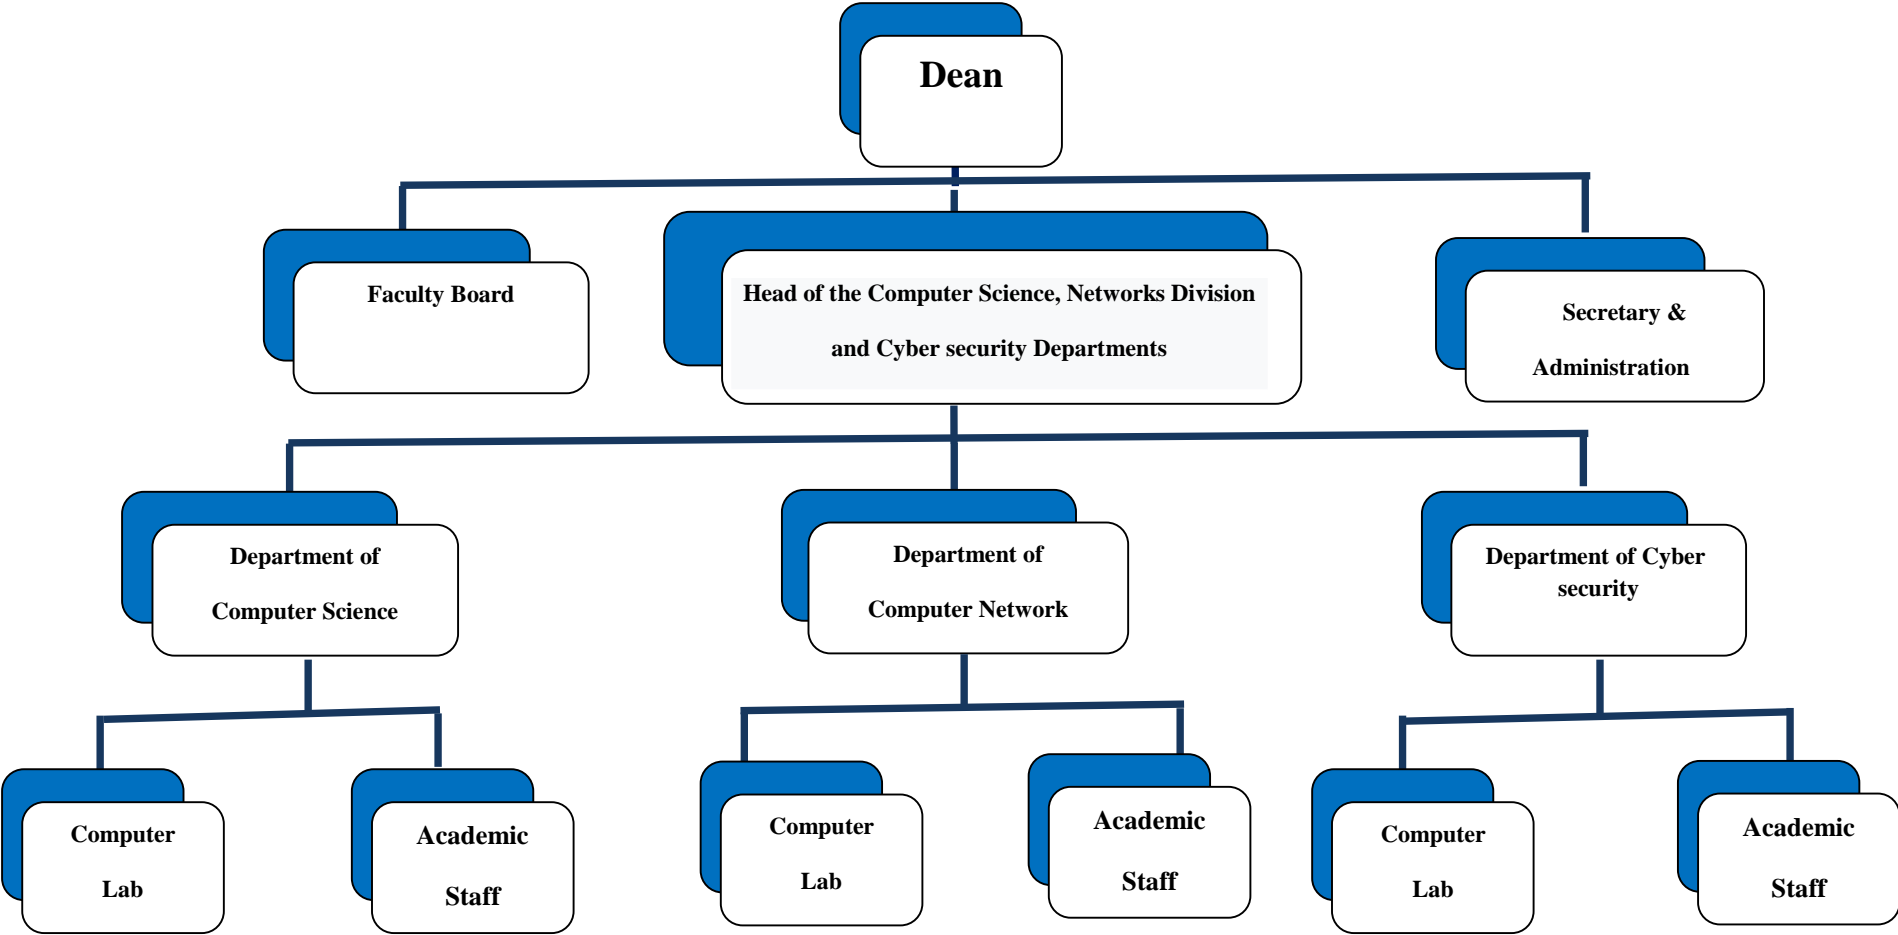 Dean
Faculty Board
Head of the Computer Science, Networks Division
and Cyber security Departments
Secretary &
Administration
Department of
Computer Science
Department of
Computer Network
Department of Cyber
security
Computer
Lab
Academic
Staff
Computer
Lab
Academic
Staff
Computer
Lab
Academic
Staff